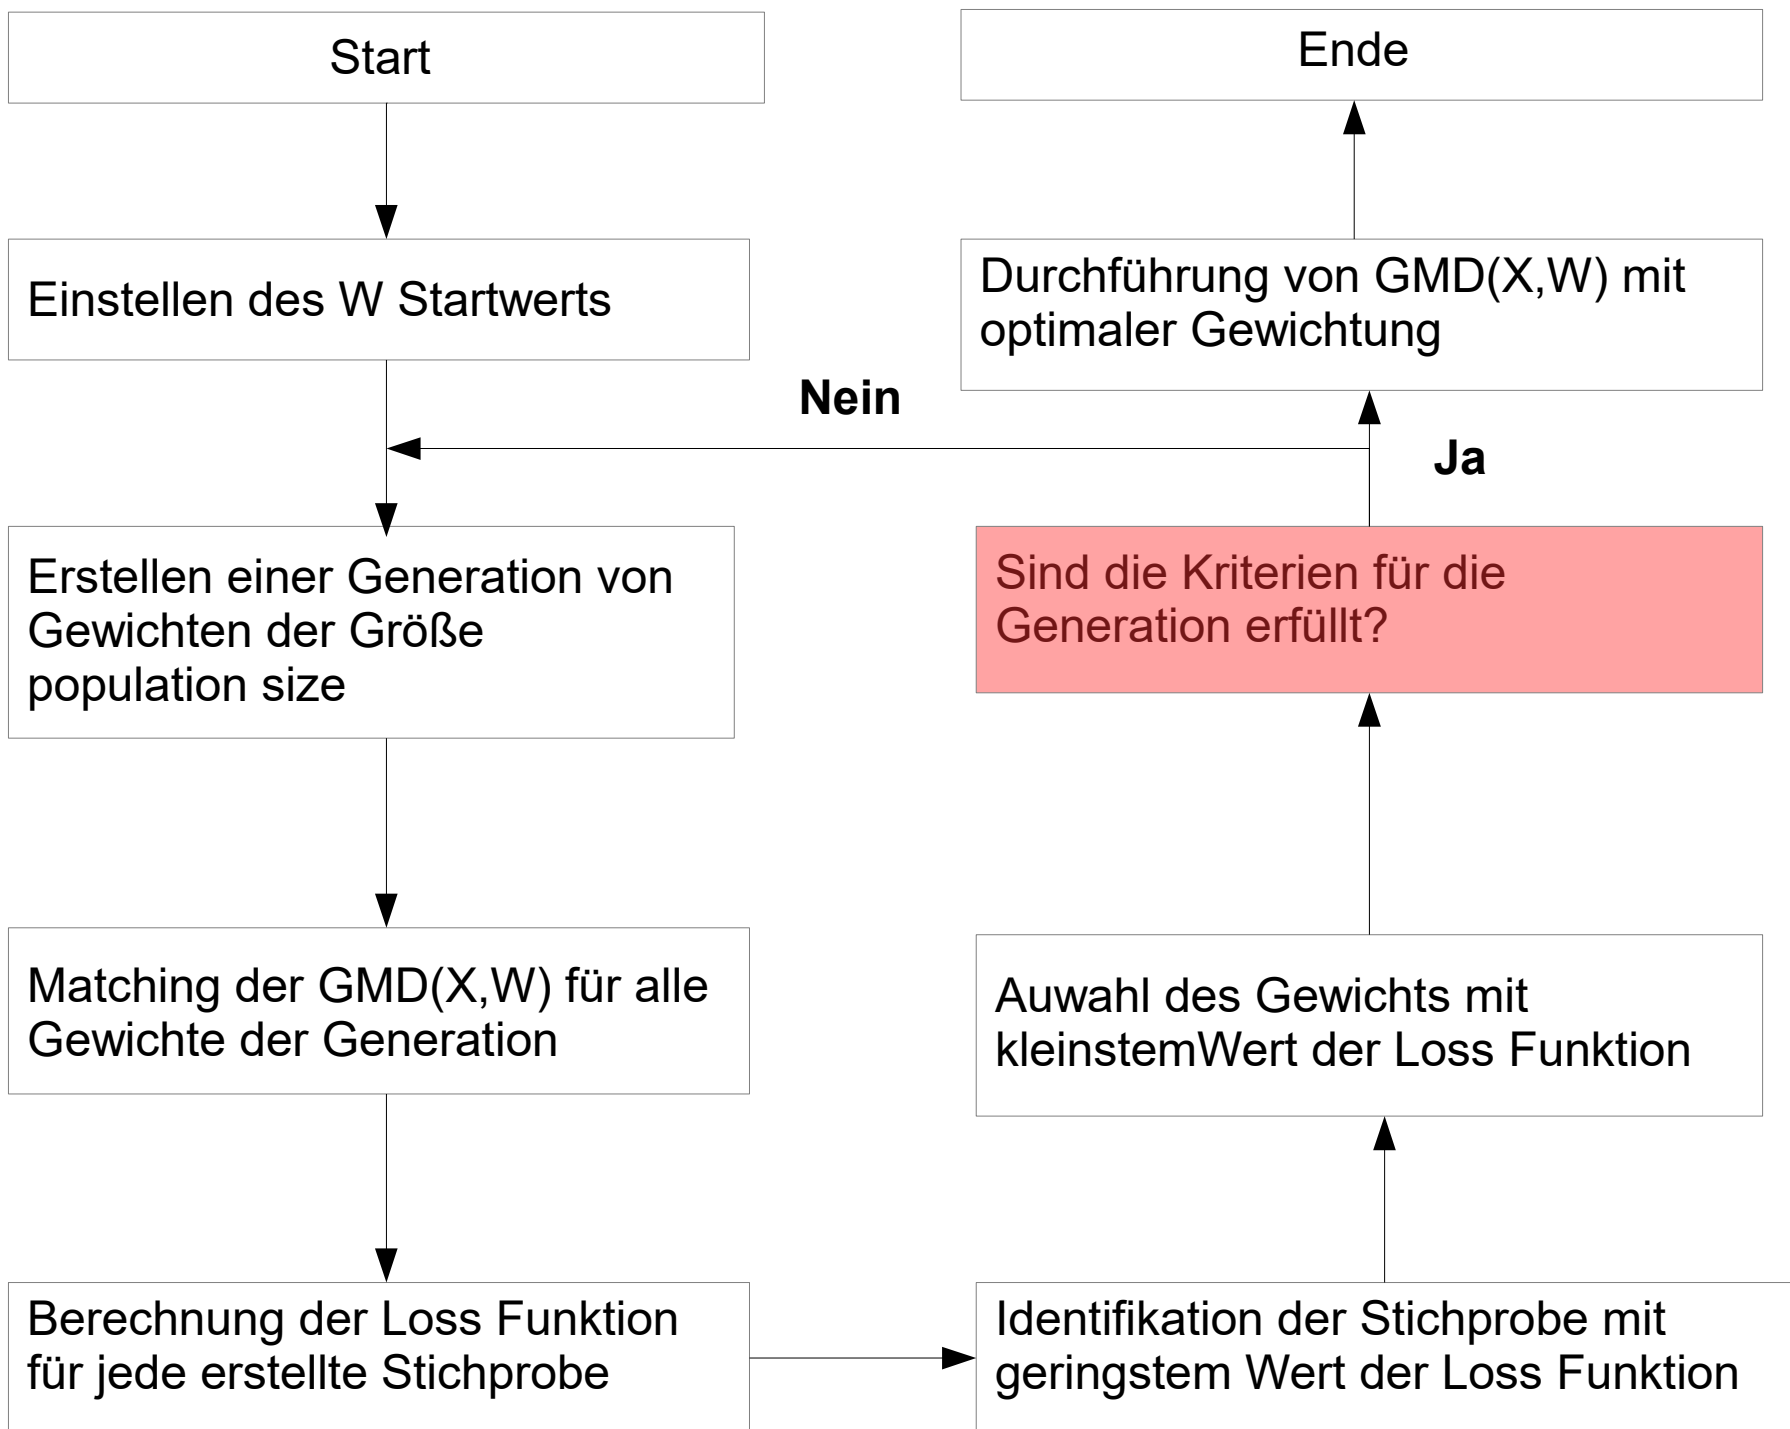 Start
Einstellen des W Startwerts
Erstellen einer Generation von
Gewichten der Größe
population size
Matching der GMD(X,W) für alle
Gewichte der Generation
Berechnung der Loss Funktion
für jede erstellte Stichprobe
Identifikation der Stichprobe mit
geringstem Wert der Loss Funktion
Auwahl des Gewichts mit
kleinstemWert der Loss Funktion
Sind die Kriterien für die
Generation erfüllt?
Nein
Ja
Durchführung von GMD(X,W) mit
optimaler Gewichtung
Ende